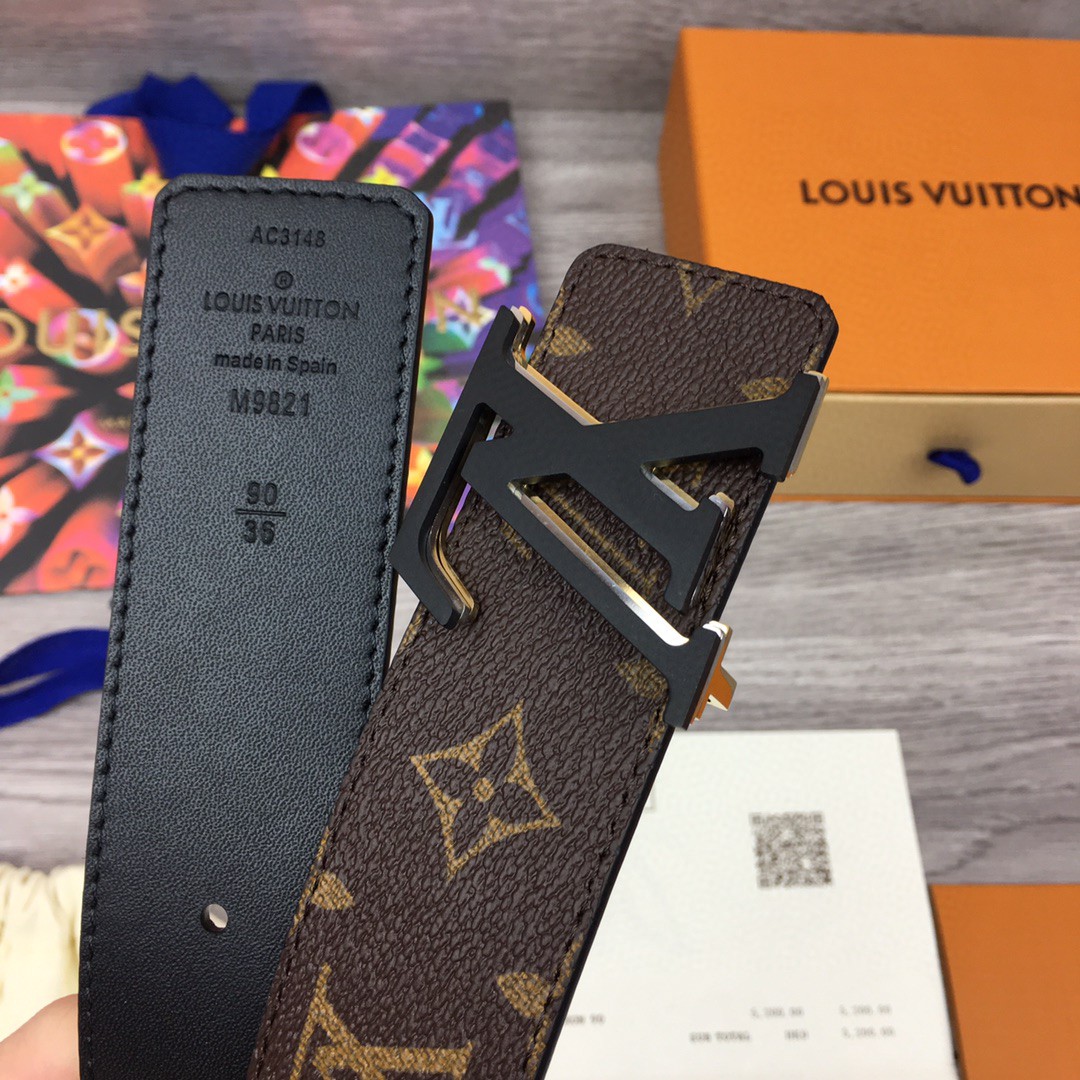 LOUIS VUITTON
AC3148
®
LOUIS VUITTON
PARIS
made in Spain
M9821
90
36